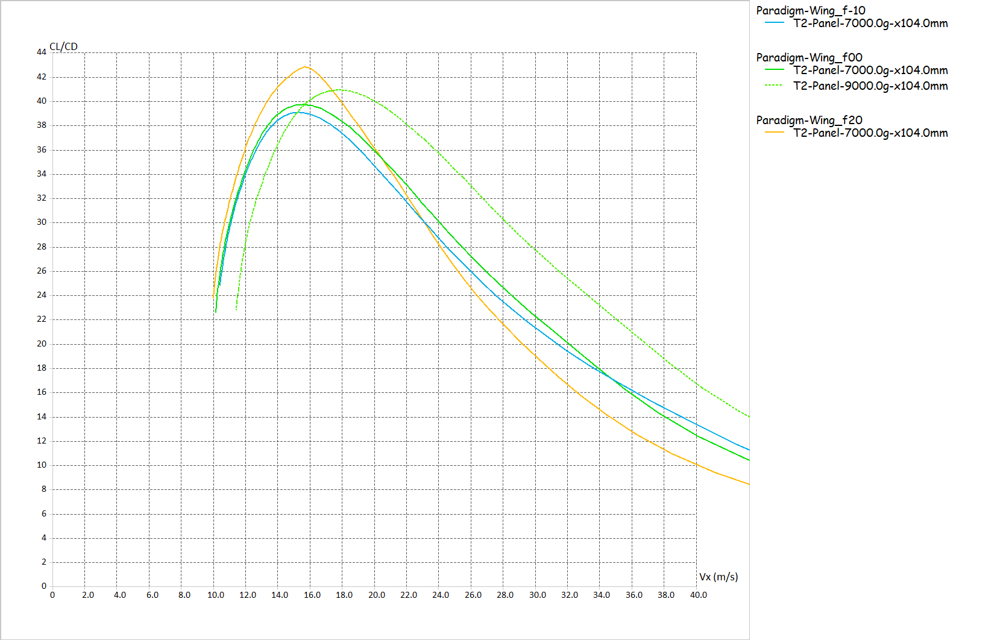 CL/CD
44
42
40
38
36
34
32
30
28
26
24
22
20
18
16
14
12
10
8
6
4
2
0
Vx (m/s)
0 2.0 4.0 6.0 8.0 10.0 12.0 14.0 16.0 18.0 20.0 22.0 24.0 26.0 28.0 30.0 32.0 34.0 36.0 38.0 40.0
Paradigm-Wing_f-10
T2-Panel-7000.0g-x104.0mm
Paradigm-Wing_f00
T2-Panel-7000.0g-x104.0mm
T2-Panel-9000.0g-x104.0mm
Paradigm-Wing_f20
T2-Panel-7000.0g-x104.0mm